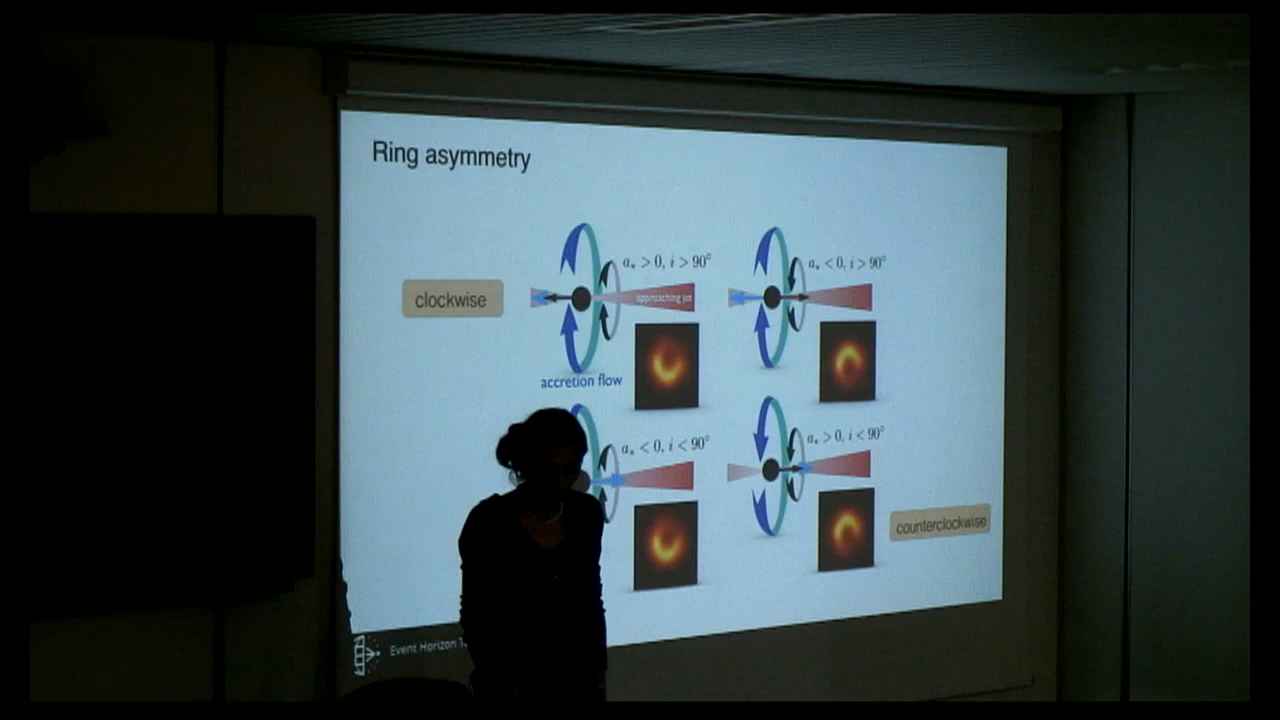 Ring asymmetry
a* > 0, i > 90°
a* < 0, i > 90°
clockwise
approaching jet
accretion flow
a* < 0, i < 90°
a* > 0, i < 90°
counterclockwise
Event Horizon